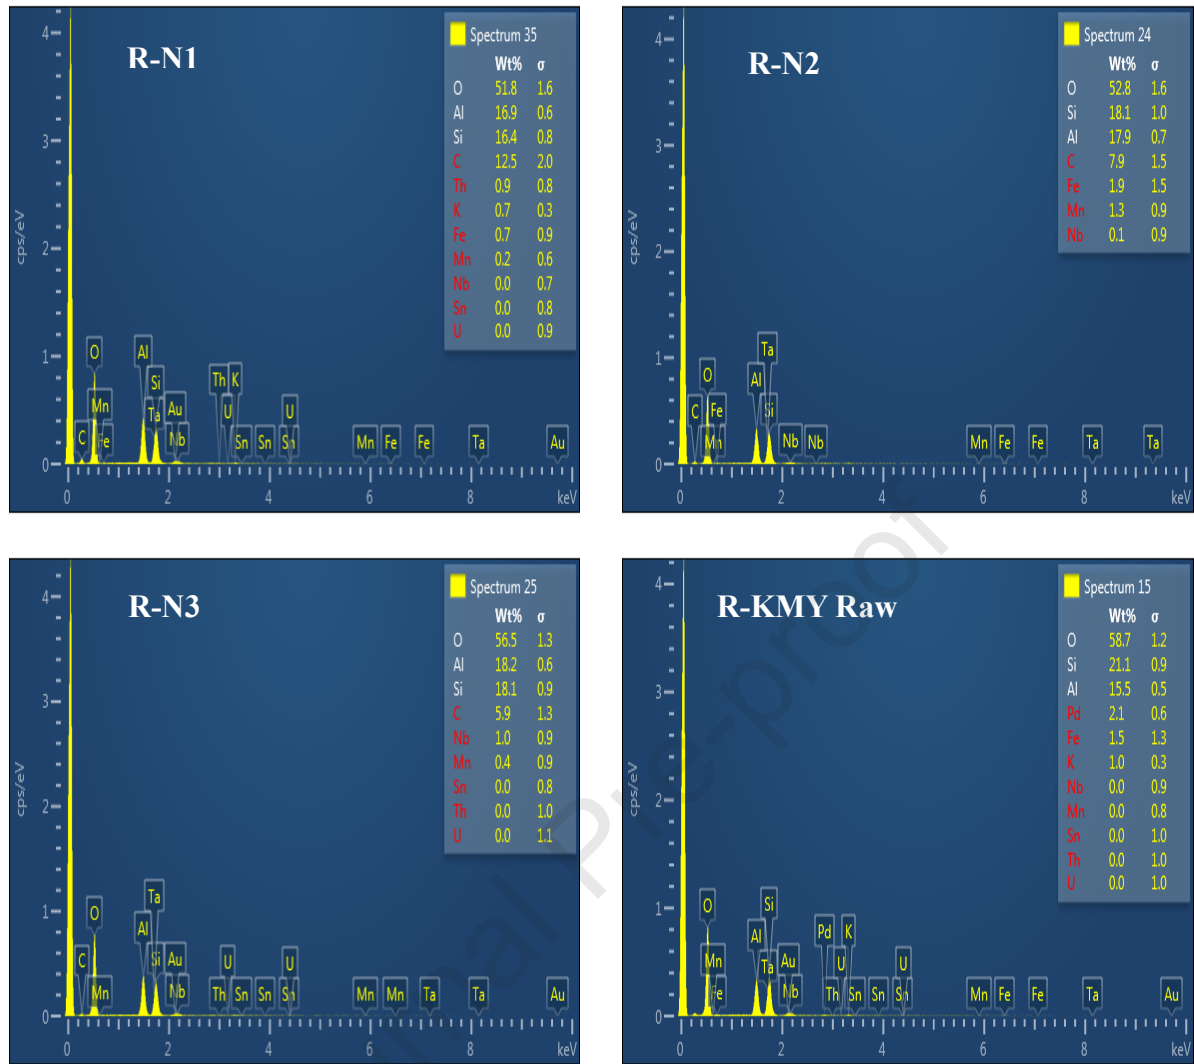 R-N1
Spectrum 35
Wt% σ
O 51.8 1.6
Al 16.9 0.6
Si 16.4 0.8
C 12.5 2.0
Th 0.9 0.8
K 0.7 0.3
Fe 0.7 0.9
Mn 0.2 0.6
Nb 0.0 0.7
Sn 0.0 0.8
U 0.0 0.9
4
3
2
1
0
cps/eV
O Al Th K
Si
Mn Ta Au U U
C Fe Nb Sn Sn Sn Mn Fe Fe Ta Au
0 2 4 6 8 keV
R-N2
Spectrum 24
Wt% σ
O 52.8 1.6
Si 18.1 1.0
Al 17.9 0.7
C 7.9 1.5
Fe 1.9 1.5
Mn 1.3 0.9
Nb 0.1 0.9
4
3
2
1
0
cps/eV
Ta
O Al
C Fe Si
Mn Nb Nb Mn Fe Fe Ta Ta
0 2 4 6 8 keV
R-N3
Spectrum 25
Wt% σ
O 56.5 1.3
Al 18.2 0.6
Si 18.1 0.9
C 5.9 1.3
Nb 1.0 0.9
Mn 0.4 0.9
Sn 0.0 0.8
Th 0.0 1.0
U 0.0 1.1
4
3
2
1
0
cps/eV
Ta
O Al
C Si Au U U
Mn Nb Th Sn Sn Sn Mn Mn Ta Ta Au
0 2 4 6 8 keV
R-KMY Raw
Spectrum 15
Wt% σ
O 58.7 1.2
Si 21.1 0.9
Al 15.5 0.5
Pd 2.1 0.6
Fe 1.5 1.3
K 1.0 0.3
Nb 0.0 0.9
Mn 0.0 0.8
Sn 0.0 1.0
Th 0.0 1.0
U 0.0 1.0
4
3
2
1
0
cps/eV
O Si
Al Pd K
Mn Ta Au U U
Fe Nb Th Sn Sn Sn Mn Fe Fe Ta Au
0 2 4 6 8 keV
nal Pre-proof